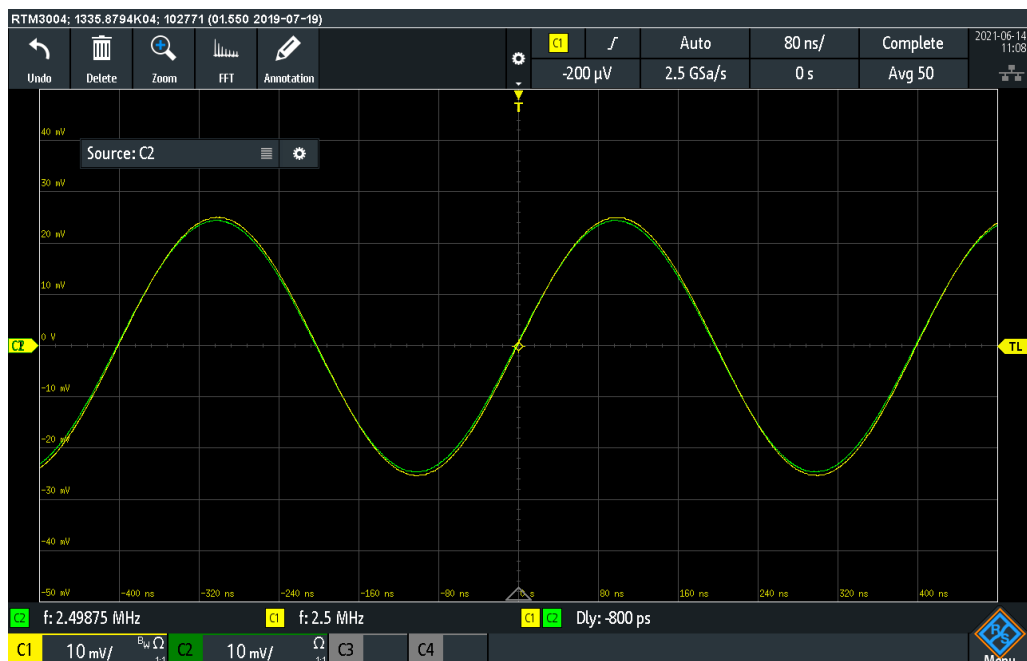 RTM3004; 1335.8794K04; 102771 (01.550 2019-07-19)
Undo Delete Zoom FFT Annotation
C1 Auto 80 ns/ Complete 2021-06-14
11:08
-200 µV 2.5 GSa/s 0 s Avg 50
T
40 mV
Source: C2
30 mV
20 mV
10 mV
0 V
TL
-10 mV
-20 mV
-30 mV
-40 mV
-50 mV -400 ns -320 ns -240 ns -160 ns -80 ns 0 s 80 ns 160 ns 240 ns 320 ns 400 ns
C2 f: 2.49875 MHz C1 f: 2.5 MHz C1 C2 Dly: -800 ps
C1 10 mV/ BW Ω 1:1 C2 10 mV/ Ω 1:1 C3 C4
R&S
Menu